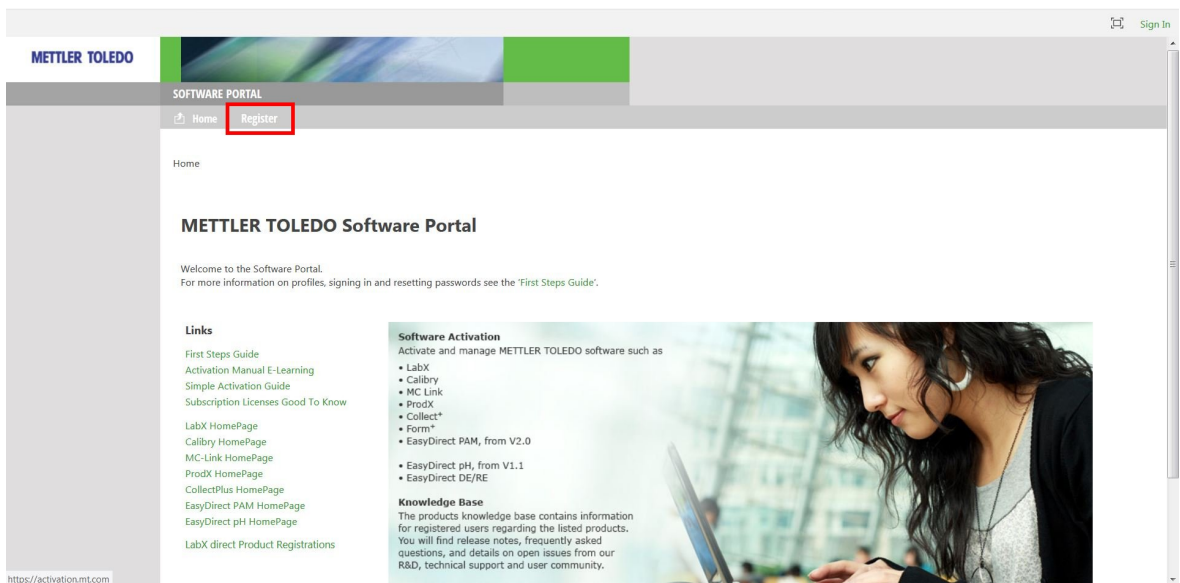 Sign In
METTLER TOLEDO
SOFTWARE PORTAL
Home Register
Home
METTLER TOLEDO Software Portal
Welcome to the Software Portal.
For more information on profiles, signing in and resetting passwords see the 'First Steps Guide'.
Links
First Steps Guide
Activation Manual E-Learning
Simple Activation Guide
Subscription Licenses Good To Know
LabX HomePage
Calibry HomePage
MC-Link HomePage
ProdX HomePage
CollectPlus HomePage
EasyDirect PAM HomePage
EasyDirect pH HomePage
LabX direct Product Registrations
Software Activation
Activate and manage METTLER TOLEDO software such as
• LabX
• Calibry
• MC Link
• ProdX
• Collect⁺
• Form⁺
• EasyDirect PAM, from V2.0
• EasyDirect pH, from V1.1
• EasyDirect DE/RE
Knowledge Base
The products knowledge base contains information
for registered users regarding the listed products.
You will find release notes, frequently asked
questions, and details on open issues from our
R&D, technical support and user community.
https://activation.mt.com